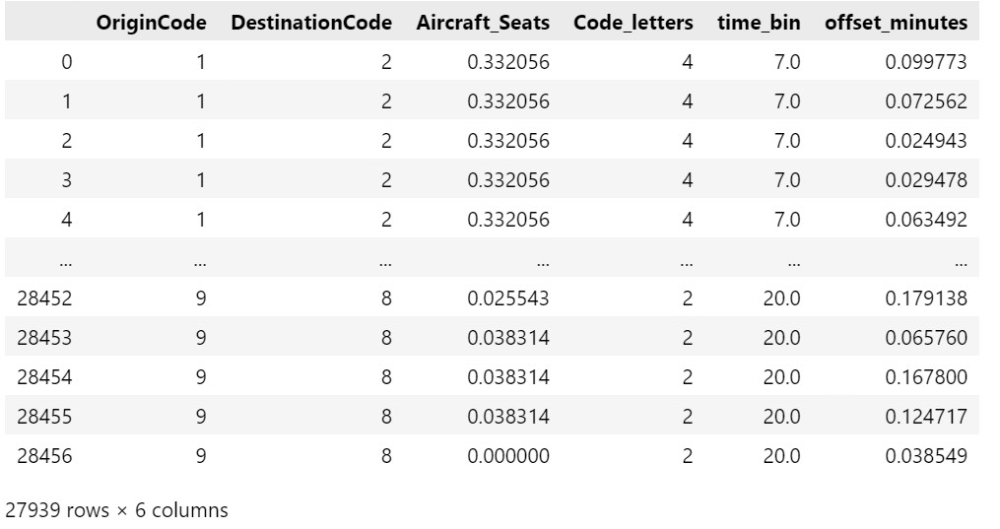 OriginCode DestinationCode Aircraft_Seats Code_letters time_bin offset_minutes
0 1 2 0.332056 4 7.0 0.099773
1 1 2 0.332056 4 7.0 0.072562
2 1 2 0.332056 4 7.0 0.024943
3 1 2 0.332056 4 7.0 0.029478
4 1 2 0.332056 4 7.0 0.063492
... ... ... ... ... ... ...
28452 9 8 0.025543 2 20.0 0.179138
28453 9 8 0.038314 2 20.0 0.065760
28454 9 8 0.038314 2 20.0 0.167800
28455 9 8 0.038314 2 20.0 0.124717
28456 9 8 0.000000 2 20.0 0.038549
27939 rows × 6 columns